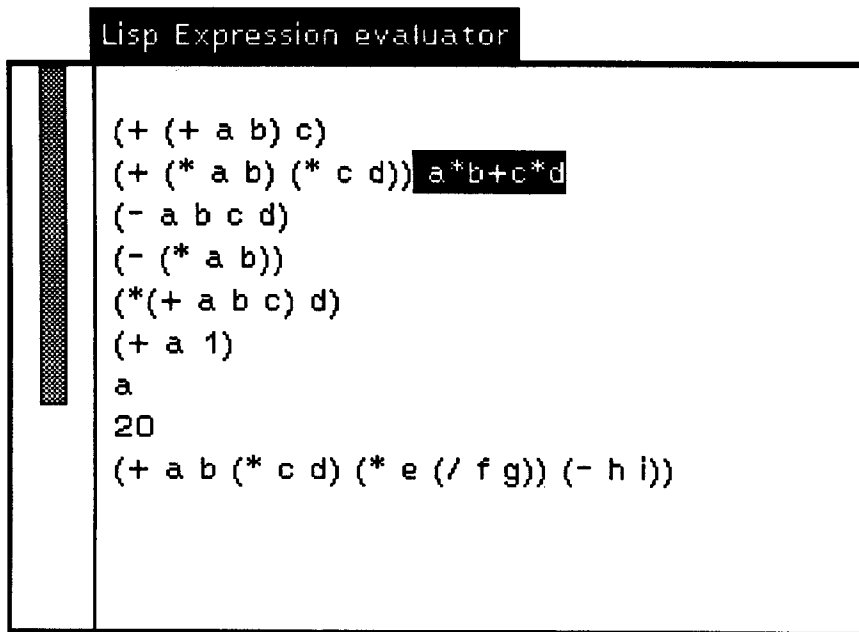 Lisp Expression evaluator
(+ (+ a b) c)
(+ (* a b) (* c d)) a*b+c*d
(- a b c d)
(- (* a b))
(*(+ a b c) d)
(+ a 1)
a
20
(+ a b (* c d) (* e (/ f g)) (- h i))